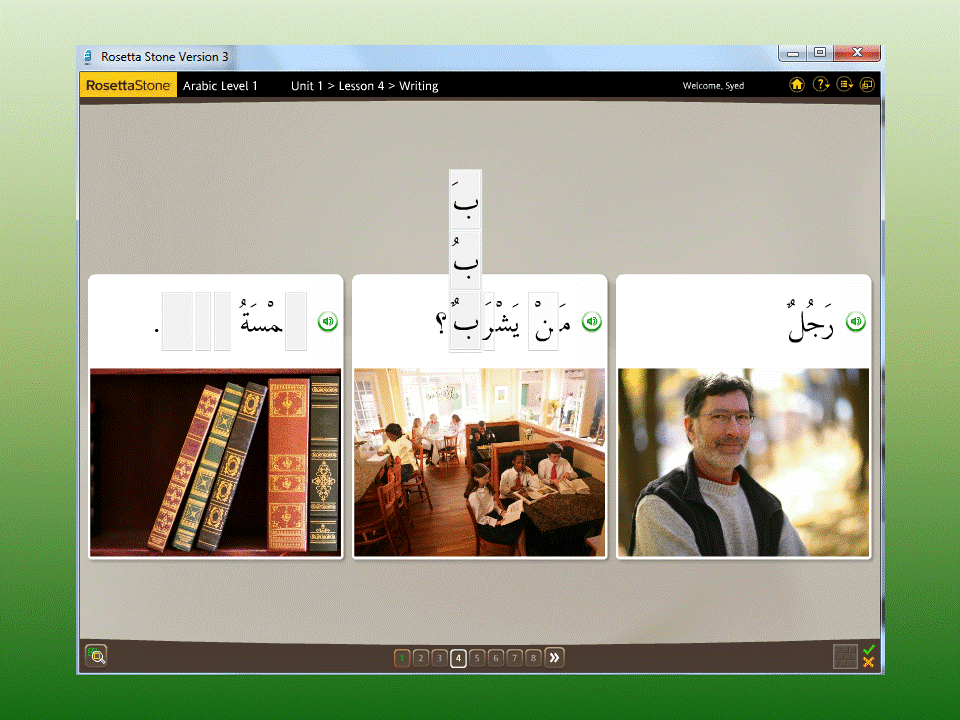 Rosetta Stone Version 3
RosettaStone Arabic Level 1 Unit 1 > Lesson 4 > Writing Welcome, Syed
بَ
بُ
رَجُلٌ
مَنْ يَشْرَبٌ ؟
ـمْسَةُ .
1 2 3 4 5 6 7 8 »